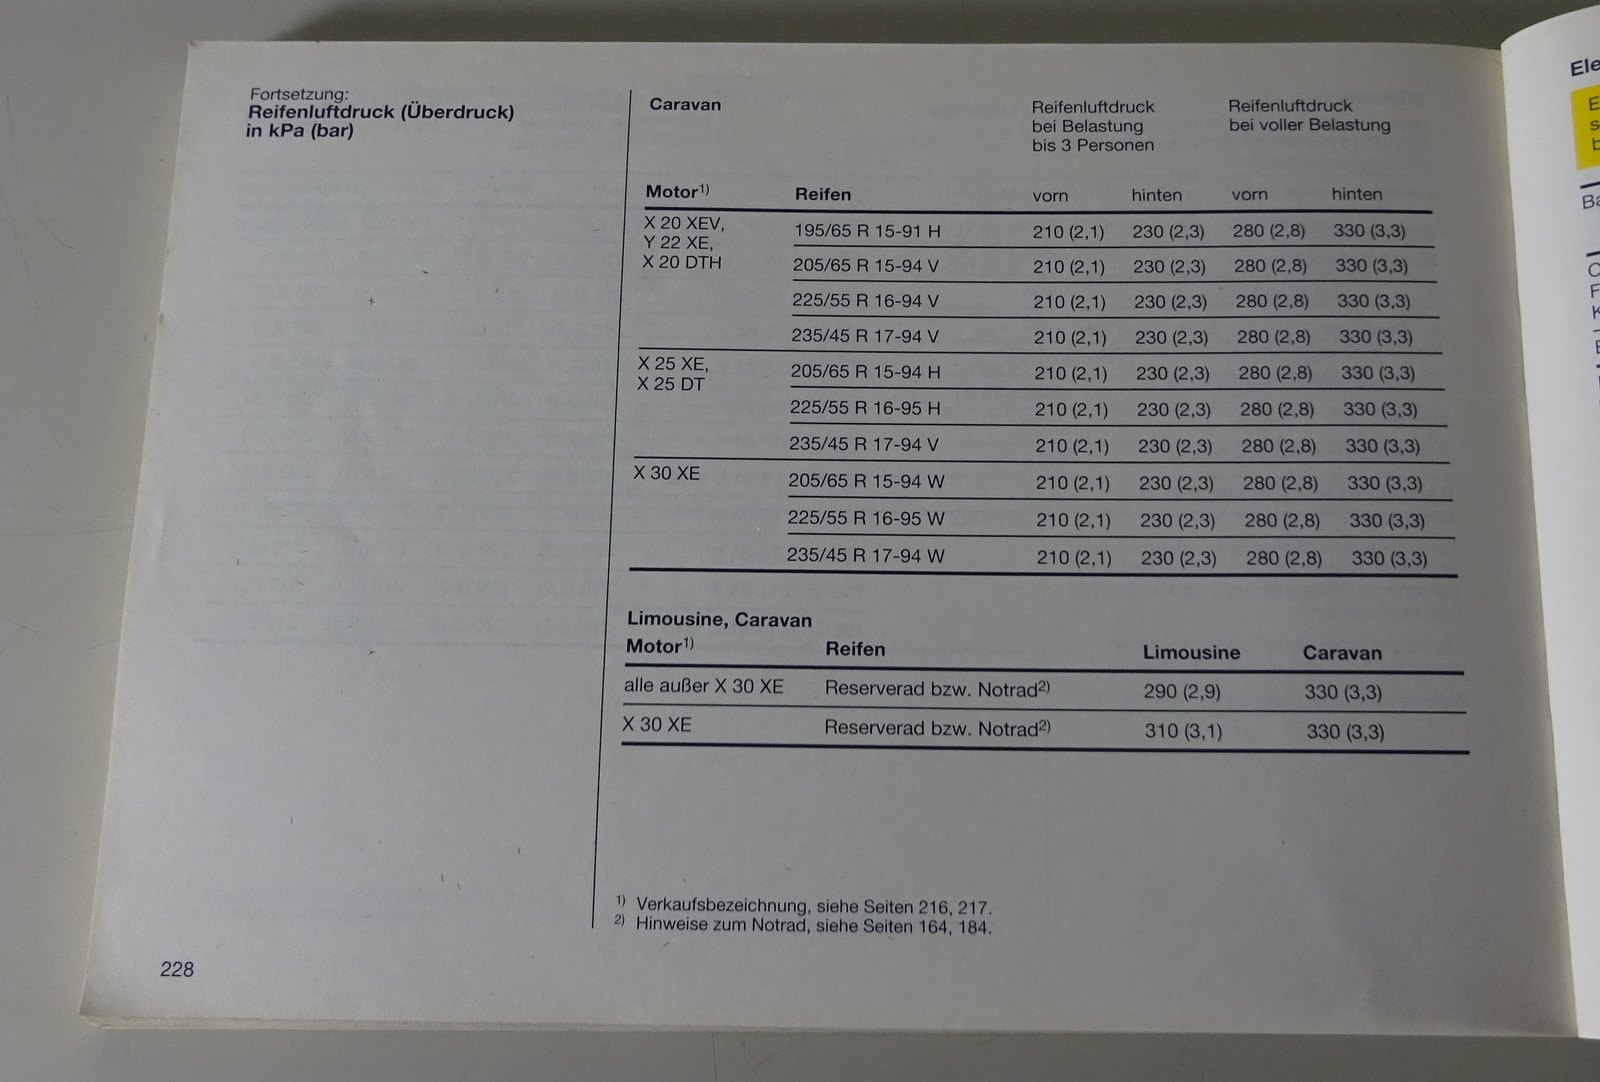 Fortsetzung:
Reifenluftdruck (Überdruck)
in kPa (bar)
Caravan
Reifenluftdruck
bei Belastung
bis 3 Personen
Reifenluftdruck
bei voller Belastung
Motor1) Reifen vorn hinten vorn hinten
X 20 XEV,
Y 22 XE,
X 20 DTH
195/65 R 15-91 H 210 (2,1) 230 (2,3) 280 (2,8) 330 (3,3)
205/65 R 15-94 V 210 (2,1) 230 (2,3) 280 (2,8) 330 (3,3)
225/55 R 16-94 V 210 (2,1) 230 (2,3) 280 (2,8) 330 (3,3)
235/45 R 17-94 V 210 (2,1) 230 (2,3) 280 (2,8) 330 (3,3)
X 25 XE,
X 25 DT
205/65 R 15-94 H 210 (2,1) 230 (2,3) 280 (2,8) 330 (3,3)
225/55 R 16-95 H 210 (2,1) 230 (2,3) 280 (2,8) 330 (3,3)
235/45 R 17-94 V 210 (2,1) 230 (2,3) 280 (2,8) 330 (3,3)
X 30 XE 205/65 R 15-94 W 210 (2,1) 230 (2,3) 280 (2,8) 330 (3,3)
225/55 R 16-95 W 210 (2,1) 230 (2,3) 280 (2,8) 330 (3,3)
235/45 R 17-94 W 210 (2,1) 230 (2,3) 280 (2,8) 330 (3,3)
Limousine, Caravan
Motor1) Reifen Limousine Caravan
alle außer X 30 XE Reserverad bzw. Notrad2) 290 (2,9) 330 (3,3)
X 30 XE Reserverad bzw. Notrad2) 310 (3,1) 330 (3,3)
1) Verkaufsbezeichnung, siehe Seiten 216, 217.
2) Hinweise zum Notrad, siehe Seiten 164, 184.
228